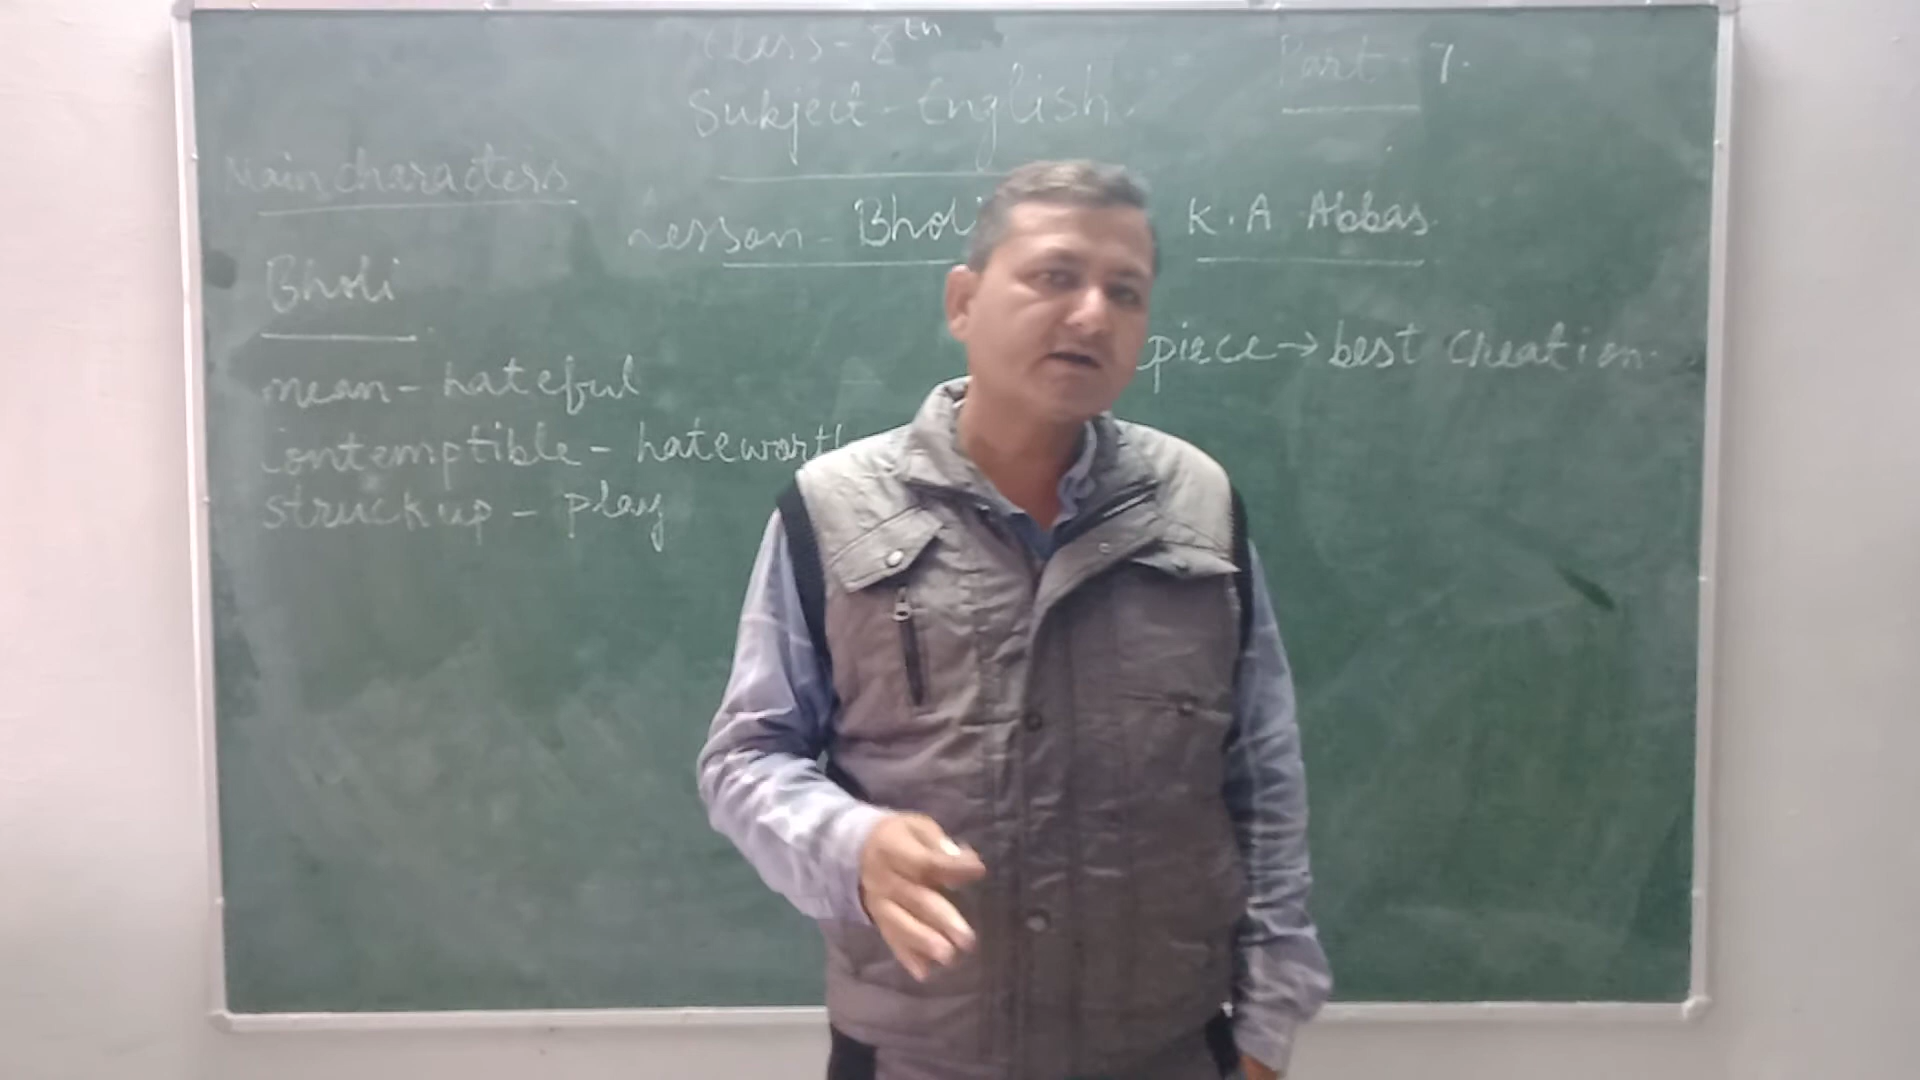 Class - 8th
Part 7.
Subject - English.
Main characters
Lesson - Bholi K. A Abbas.
Bholi
piece → best creation.
mean - hateful
contemptible - hateworth
struck up - play